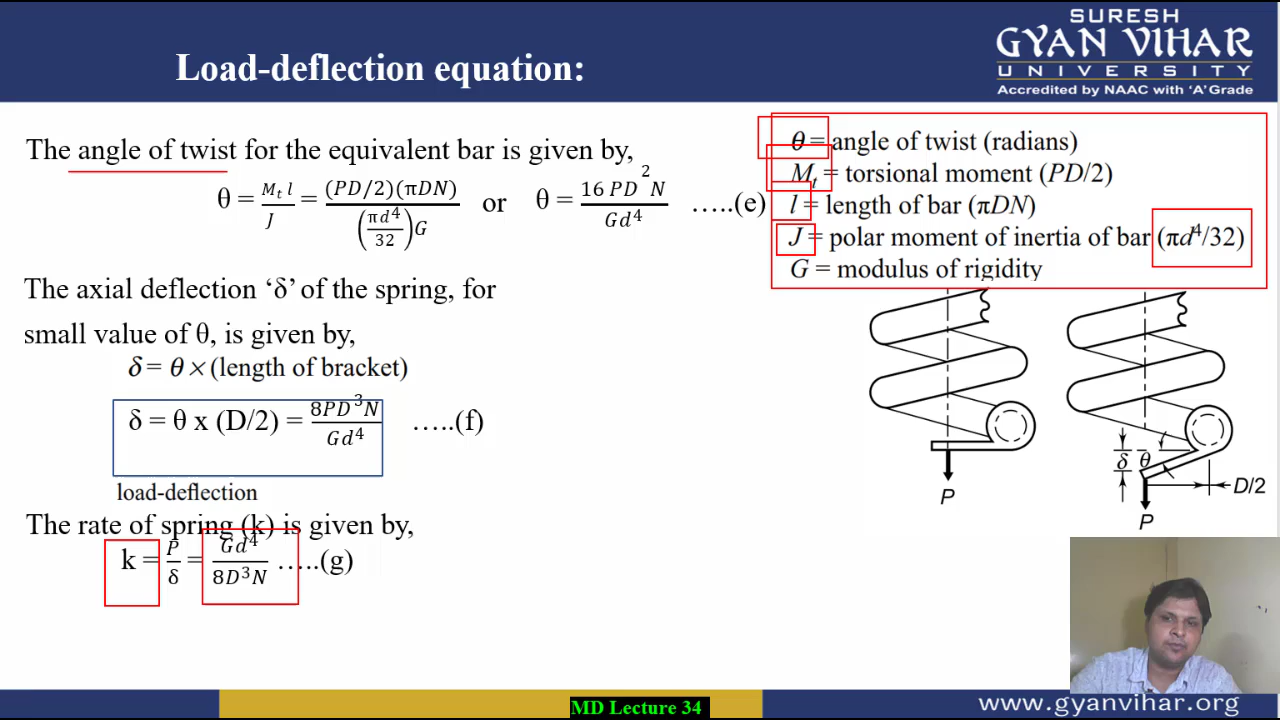 SURESH
GYAN VIHAR
UNIVERSITY
Accredited by NAAC with 'A' Grade
Load-deflection equation:
The angle of twist for the equivalent bar is given by,
θ = Mₜ l / J = (PD/2)(πDN) / (πd⁴/32)G or θ = 16 PD²N / Gd⁴ …..(e)
θ = angle of twist (radians)
Mₜ = torsional moment (PD/2)
l = length of bar (πDN)
J = polar moment of inertia of bar (πd⁴/32)
G = modulus of rigidity
The axial deflection ‘δ’ of the spring, for
small value of θ, is given by,
δ = θ × (length of bracket)
δ = θ x (D/2) = 8PD³N / Gd⁴ …..(f)
load-deflection
The rate of spring (k) is given by,
k = P/δ = Gd⁴ / 8D³N …..(g)
P
δ θ
D/2
P
MD Lecture 34
www.gyanvihar.org